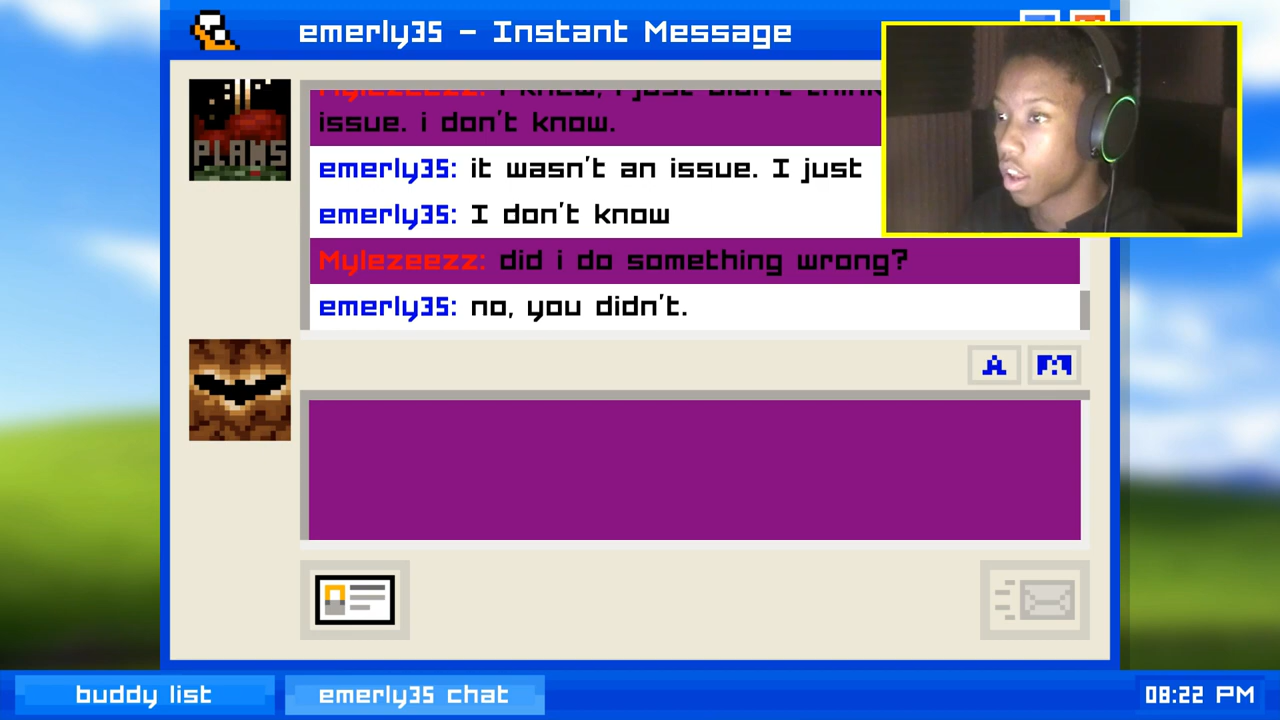 emerly35 - Instant Message
PLAWS
issue. i don't know.
emerly35: it wasn't an issue. I just
emerly35: I don't know
Mylezeezz: did i do something wrong?
emerly35: no, you didn't.
A
buddy list
emerly35 chat
08:22 PM